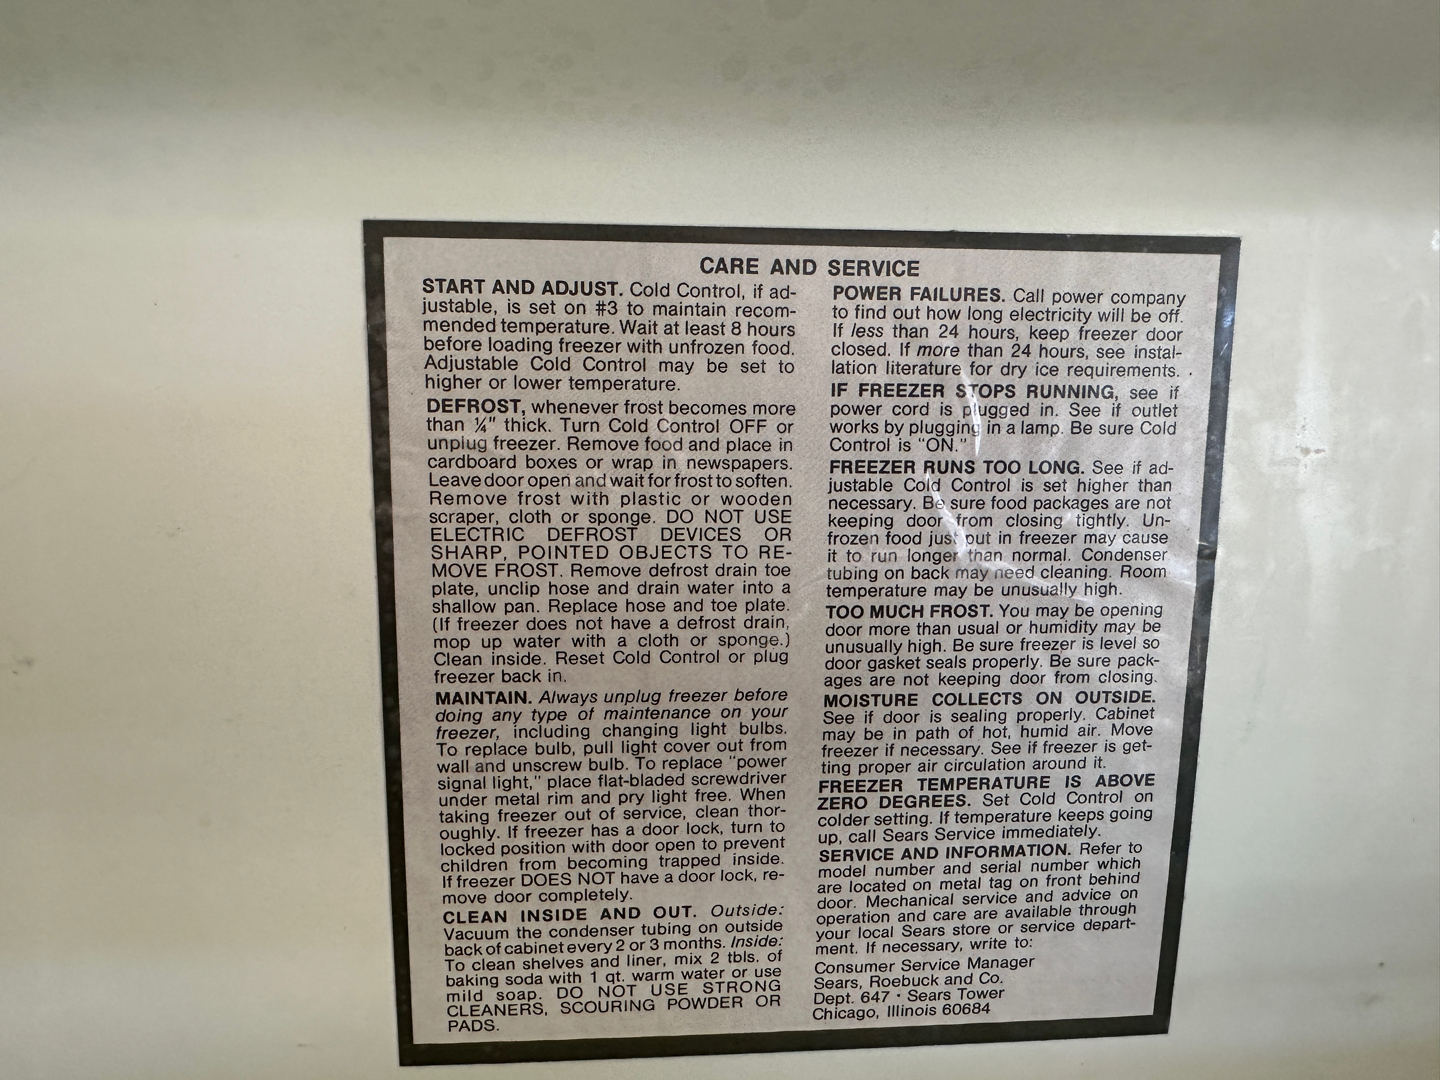 CARE AND SERVICE
START AND ADJUST. Cold Control, if ad-
justable, is set on #3 to maintain recom-
mended temperature. Wait at least 8 hours
before loading freezer with unfrozen food.
Adjustable Cold Control may be set to
higher or lower temperature.
DEFROST, whenever frost becomes more
than ¼" thick. Turn Cold Control OFF or
unplug freezer. Remove food and place in
cardboard boxes or wrap in newspapers.
Leave door open and wait for frost to soften.
Remove frost with plastic or wooden
scraper, cloth or sponge. DO NOT USE
ELECTRIC DEFROST DEVICES OR
SHARP, POINTED OBJECTS TO RE-
MOVE FROST. Remove defrost drain toe
plate, unclip hose and drain water into a
shallow pan. Replace hose and toe plate.
(If freezer does not have a defrost drain,
mop up water with a cloth or sponge.)
Clean inside. Reset Cold Control or plug
freezer back in.
MAINTAIN. Always unplug freezer before
doing any type of maintenance on your
freezer, including changing light bulbs.
To replace bulb, pull light cover out from
wall and unscrew bulb. To replace "power
signal light," place flat-bladed screwdriver
under metal rim and pry light free. When
taking freezer out of service, clean thor-
oughly. If freezer has a door lock, turn to
locked position with door open to prevent
children from becoming trapped inside.
If freezer DOES NOT have a door lock, re-
move door completely.
CLEAN INSIDE AND OUT. Outside:
Vacuum the condenser tubing on outside
back of cabinet every 2 or 3 months. Inside:
To clean shelves and liner, mix 2 tbls. of
baking soda with 1 qt. warm water or use
mild soap. DO NOT USE STRONG
CLEANERS, SCOURING POWDER OR
PADS.
POWER FAILURES. Call power company
to find out how long electricity will be off.
If less than 24 hours, keep freezer door
closed. If more than 24 hours, see instal-
lation literature for dry ice requirements.
IF FREEZER STOPS RUNNING, see if
power cord is plugged in. See if outlet
works by plugging in a lamp. Be sure Cold
Control is "ON."
FREEZER RUNS TOO LONG. See if ad-
justable Cold Control is set higher than
necessary. Be sure food packages are not
keeping door from closing tightly. Un-
frozen food just put in freezer may cause
it to run longer than normal. Condenser
tubing on back may need cleaning. Room
temperature may be unusually high.
TOO MUCH FROST. You may be opening
door more than usual or humidity may be
unusually high. Be sure freezer is level so
door gasket seals properly. Be sure pack-
ages are not keeping door from closing.
MOISTURE COLLECTS ON OUTSIDE.
See if door is sealing properly. Cabinet
may be in path of hot, humid air. Move
freezer if necessary. See if freezer is get-
ting proper air circulation around it.
FREEZER TEMPERATURE IS ABOVE
ZERO DEGREES. Set Cold Control on
colder setting. If temperature keeps going
up, call Sears Service immediately.
SERVICE AND INFORMATION. Refer to
model number and serial number which
are located on metal tag on front behind
door. Mechanical service and advice on
operation and care are available through
your local Sears store or service depart-
ment. If necessary, write to:
Consumer Service Manager
Sears, Roebuck and Co.
Dept. 647 · Sears Tower
Chicago, Illinois 60684